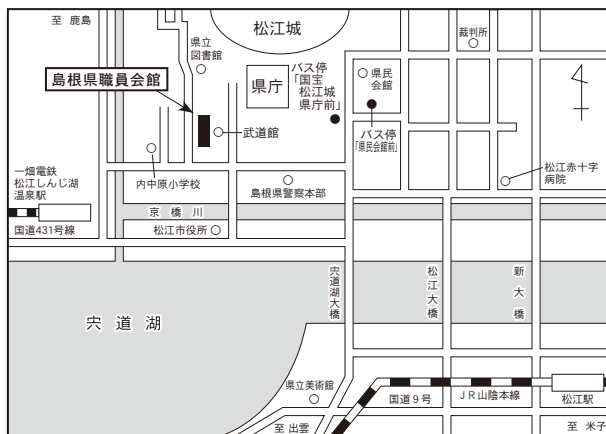 至 鹿島
松江城
県立
図書館
裁判所
島根県職員会館
県庁
バス停
「国宝
松江城
県庁前」
県民
会館
武道館
バス停
「県民会館前」
内中原小学校
島根県警察本部
松江赤十字
病院
一畑電鉄
松江しんじ湖
温泉駅
京橋川
国道431号線
松江市役所
宍道湖大橋
松江大橋
新大橋
宍道湖
県立美術館
国道9号
JR山陰本線
松江駅
至 出雲
至 米子